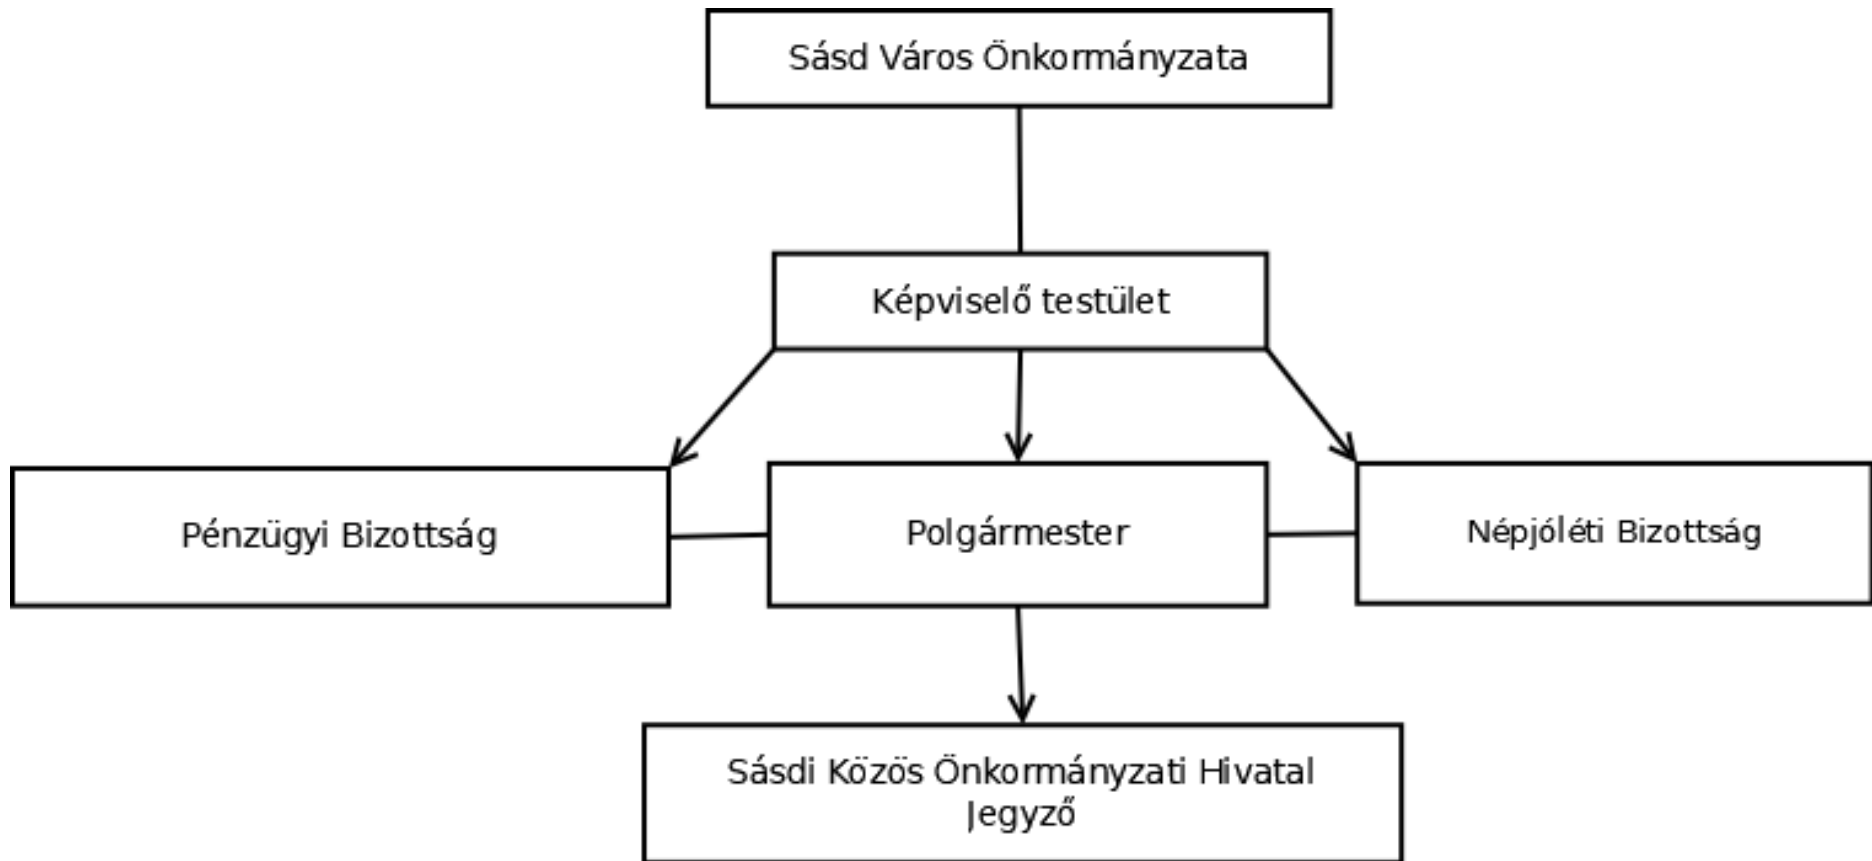 Sásd Város Önkormányzata
Képviselő testület
Pénzügyi Bizottság
Polgármester
Népjóléti Bizottság
Sásdi Közös Önkormányzati Hivatal
Jegyző